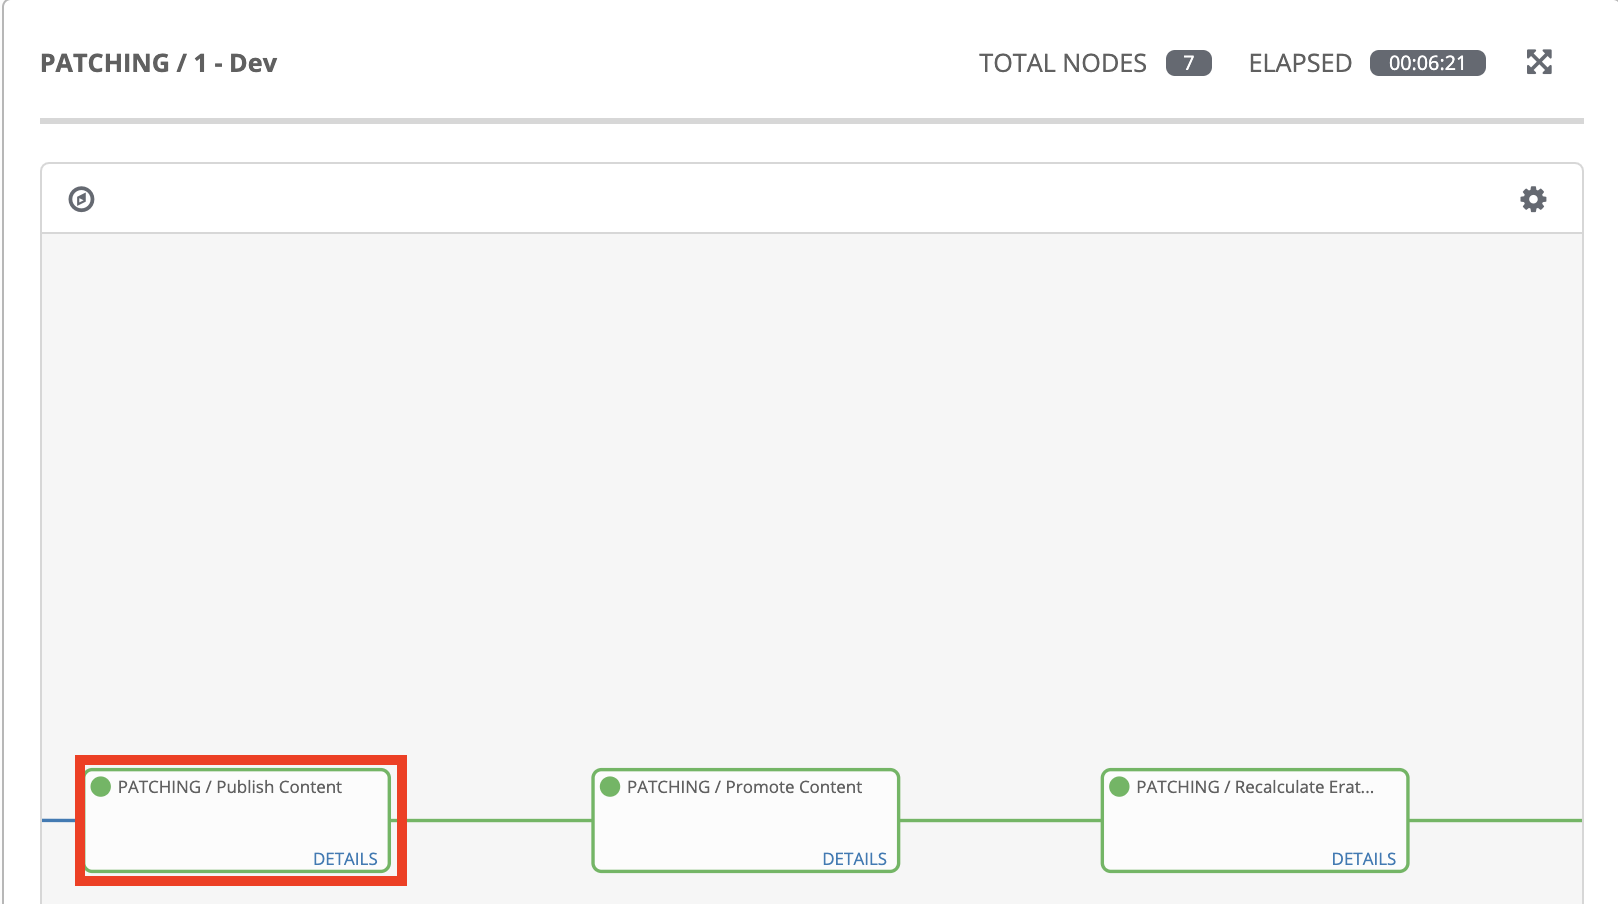 PATCHING / 1 - Dev
TOTAL NODES 7 ELAPSED 00:06:21
PATCHING / Publish Content
DETAILS
PATCHING / Promote Content
DETAILS
PATCHING / Recalculate Erat...
DETAILS